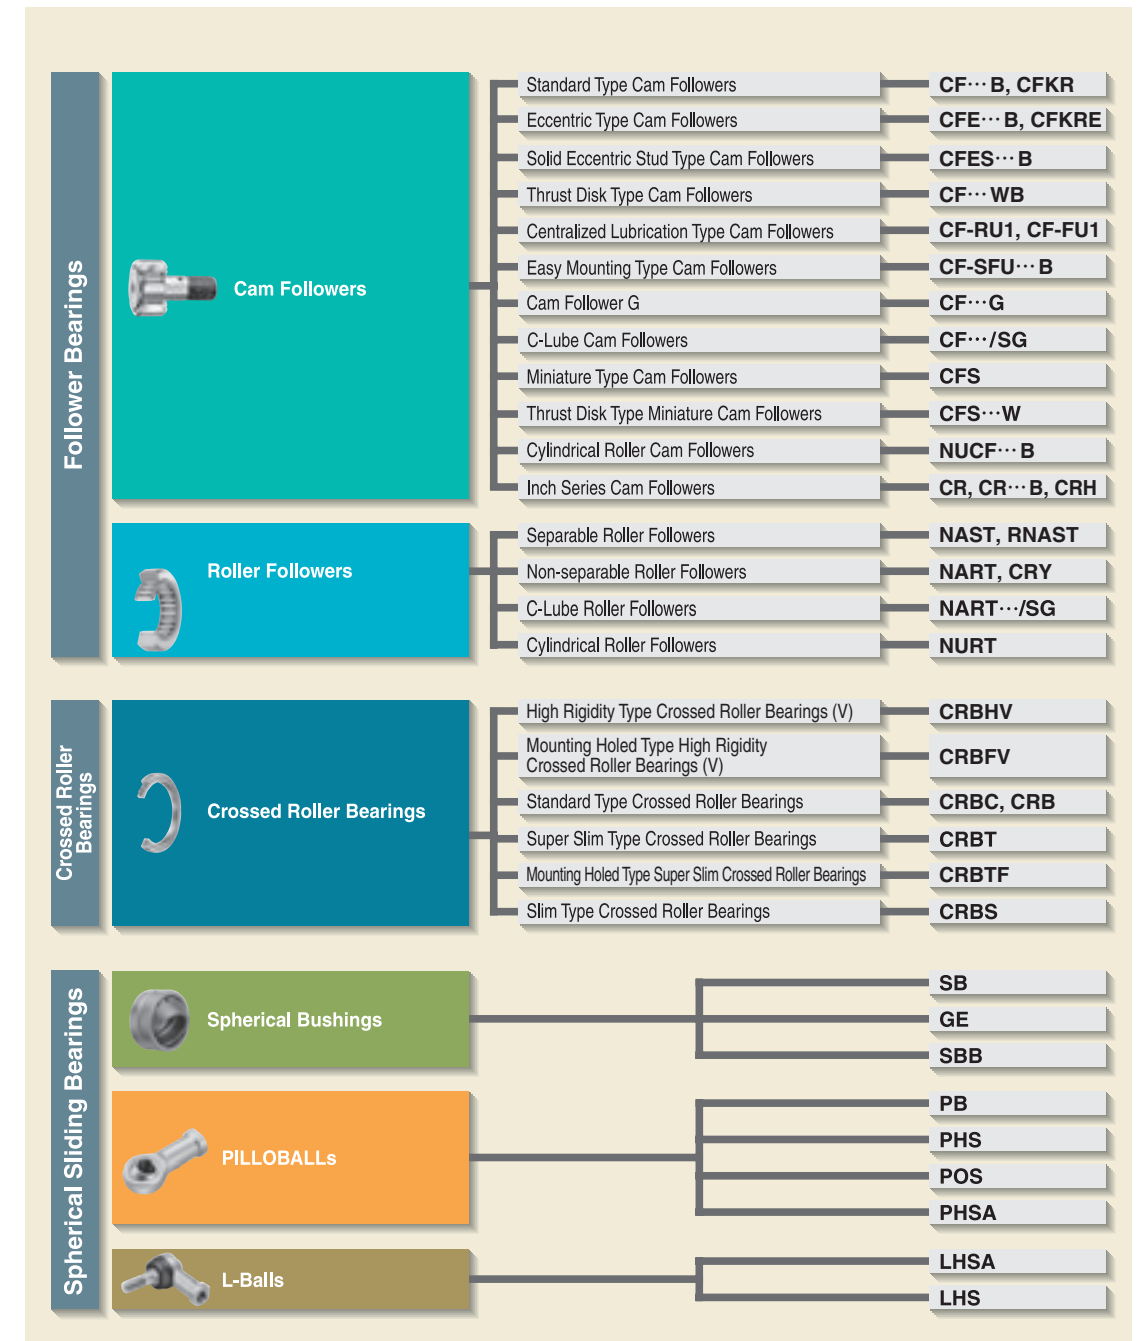 Follower Bearings
Cam Followers
Standard Type Cam Followers
CF··· B, CFKR
Eccentric Type Cam Followers
CFE··· B, CFKRE
Solid Eccentric Stud Type Cam Followers
CFES··· B
Thrust Disk Type Cam Followers
CF··· WB
Centralized Lubrication Type Cam Followers
CF-RU1, CF-FU1
Easy Mounting Type Cam Followers
CF-SFU··· B
Cam Follower G
CF···G
C-Lube Cam Followers
CF···/SG
Miniature Type Cam Followers
CFS
Thrust Disk Type Miniature Cam Followers
CFS···W
Cylindrical Roller Cam Followers
NUCF··· B
Inch Series Cam Followers
CR, CR··· B, CRH
Roller Followers
Separable Roller Followers
NAST, RNAST
Non-separable Roller Followers
NART, CRY
C-Lube Roller Followers
NART···/SG
Cylindrical Roller Followers
NURT
Crossed Roller
Bearings
Crossed Roller Bearings
High Rigidity Type Crossed Roller Bearings (V)
CRBHV
Mounting Holed Type High Rigidity
Crossed Roller Bearings (V)
CRBFV
Standard Type Crossed Roller Bearings
CRBC, CRB
Super Slim Type Crossed Roller Bearings
CRBT
Mounting Holed Type Super Slim Crossed Roller Bearings
CRBTF
Slim Type Crossed Roller Bearings
CRBS
Spherical Sliding Bearings
Spherical Bushings
SB
GE
SBB
PILLOBALLs
PB
PHS
POS
PHSA
L-Balls
LHSA
LHS